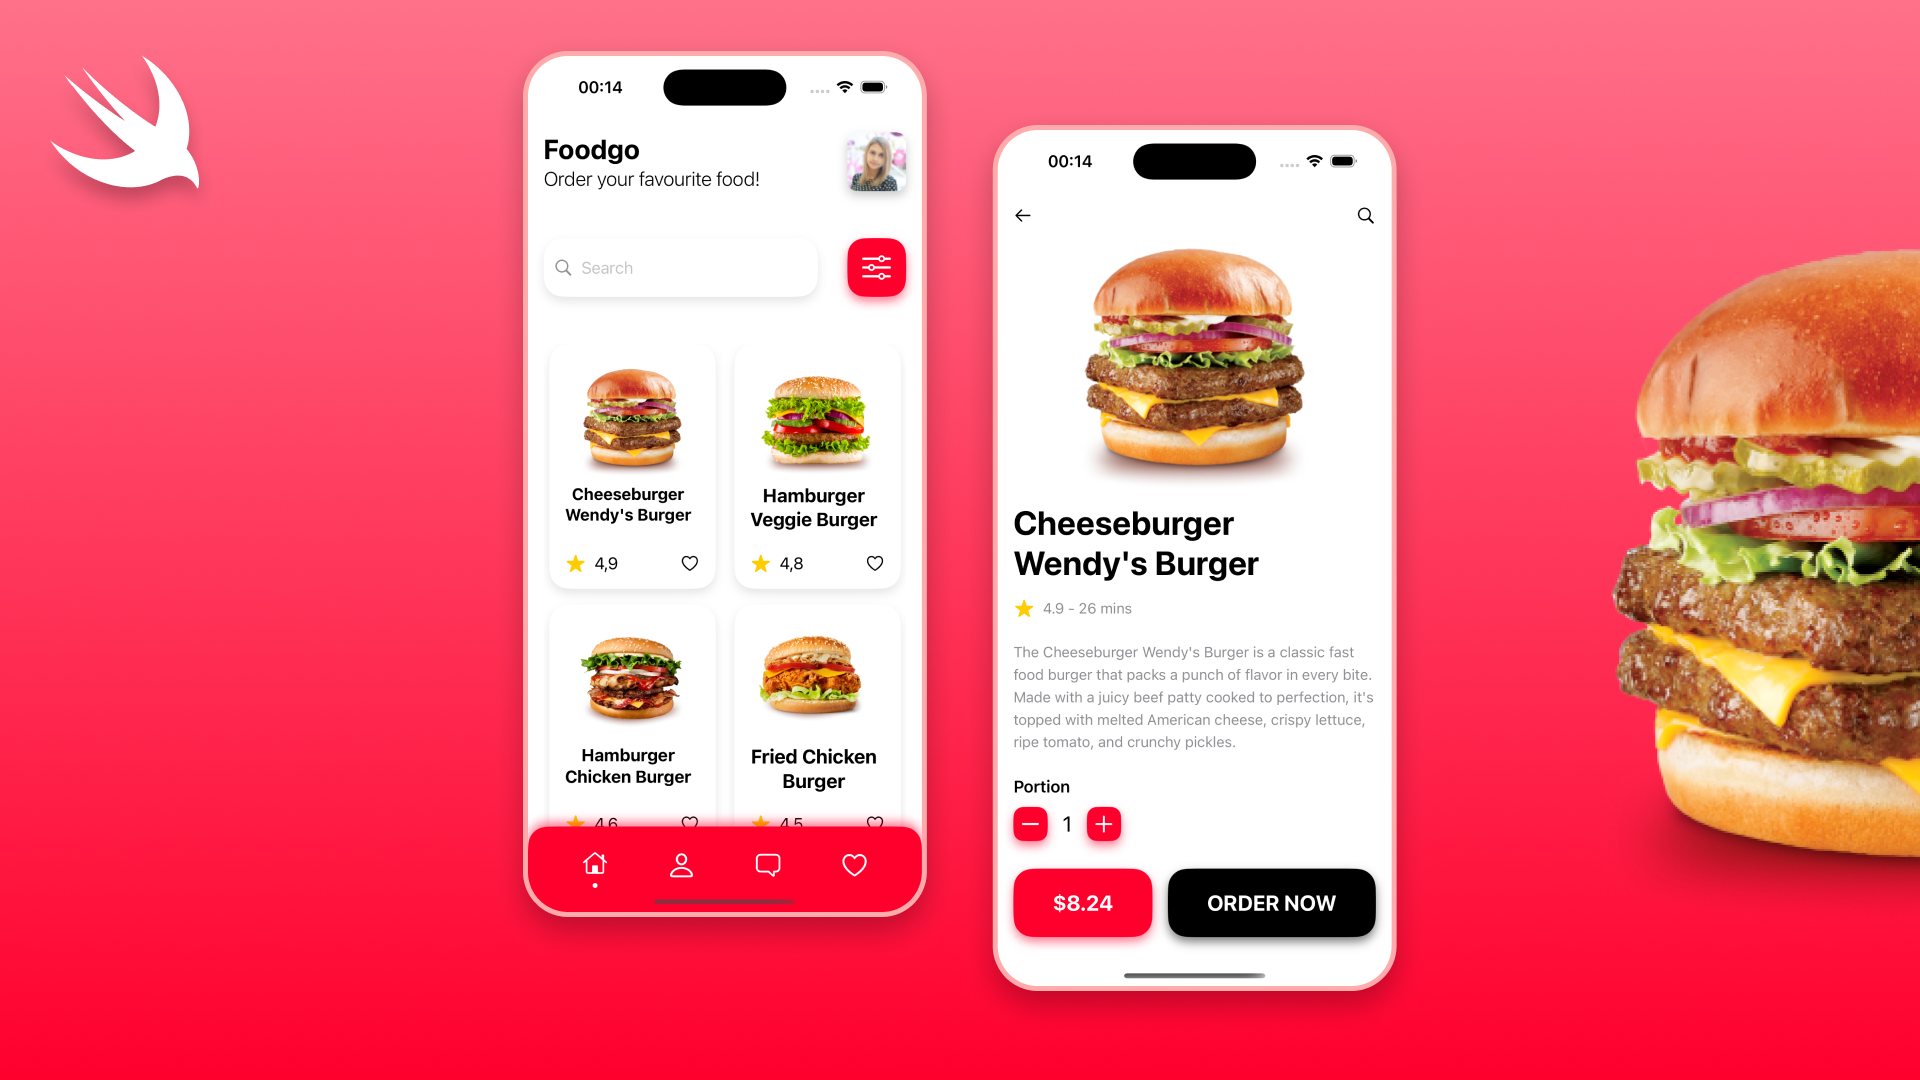 00:14
Foodgo
Order your favourite food!
Search
Cheeseburger
Wendy's Burger
4,9
Hamburger
Veggie Burger
4,8
Hamburger
Chicken Burger
4,6
Fried Chicken
Burger
4,5
00:14
Cheeseburger
Wendy's Burger
4.9 - 26 mins
The Cheeseburger Wendy's Burger is a classic fast
food burger that packs a punch of flavor in every bite.
Made with a juicy beef patty cooked to perfection, it's
topped with melted American cheese, crispy lettuce,
ripe tomato, and crunchy pickles.
Portion
1
$8.24
ORDER NOW